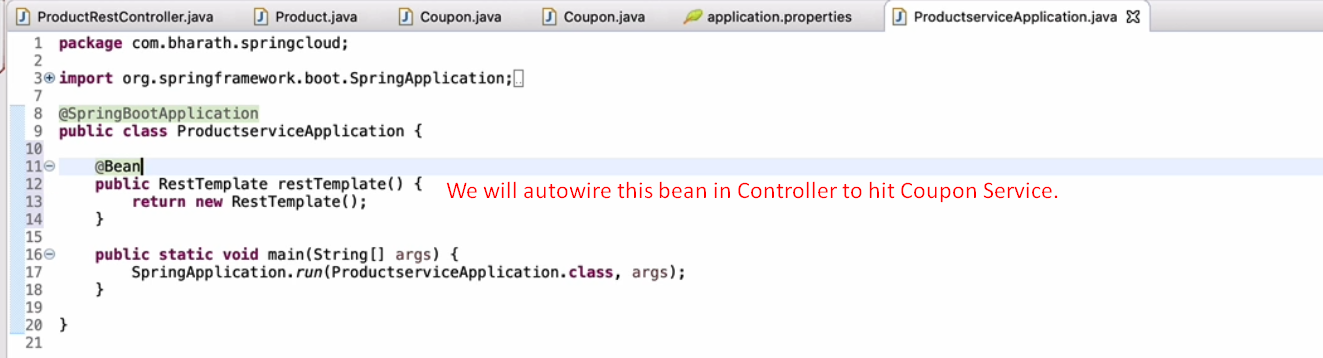 ProductRestController.java Product.java Coupon.java Coupon.java application.properties ProductserviceApplication.java
1 package com.bharath.springcloud;
2
3 import org.springframework.boot.SpringApplication;
7
8 @SpringBootApplication
9 public class ProductserviceApplication {
10
11 @Bean
12 public RestTemplate restTemplate() { We will autowire this bean in Controller to hit Coupon Service.
13 return new RestTemplate();
14 }
15
16 public static void main(String[] args) {
17 SpringApplication.run(ProductserviceApplication.class, args);
18 }
19
20 }
21